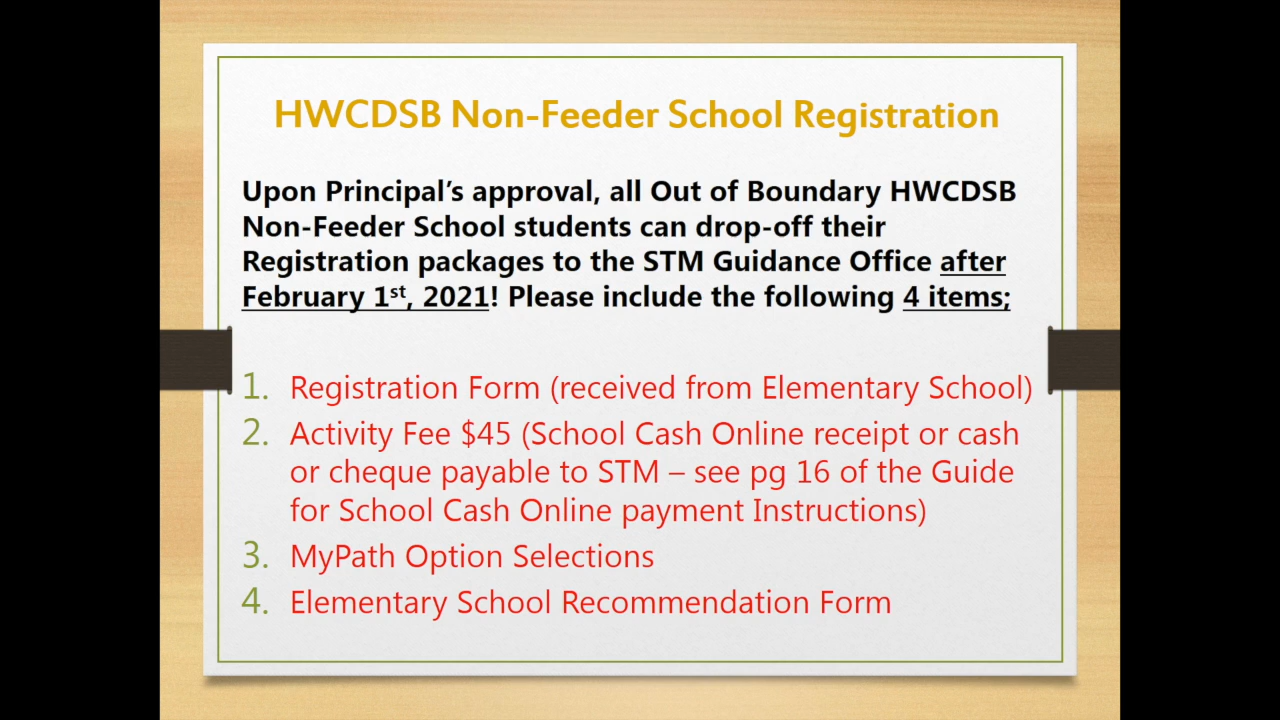 HWCDSB Non-Feeder School Registration
Upon Principal’s approval, all Out of Boundary HWCDSB
Non-Feeder School students can drop-off their
Registration packages to the STM Guidance Office after
February 1st, 2021! Please include the following 4 items;
1. Registration Form (received from Elementary School)
2. Activity Fee $45 (School Cash Online receipt or cash
or cheque payable to STM – see pg 16 of the Guide
for School Cash Online payment Instructions)
3. MyPath Option Selections
4. Elementary School Recommendation Form